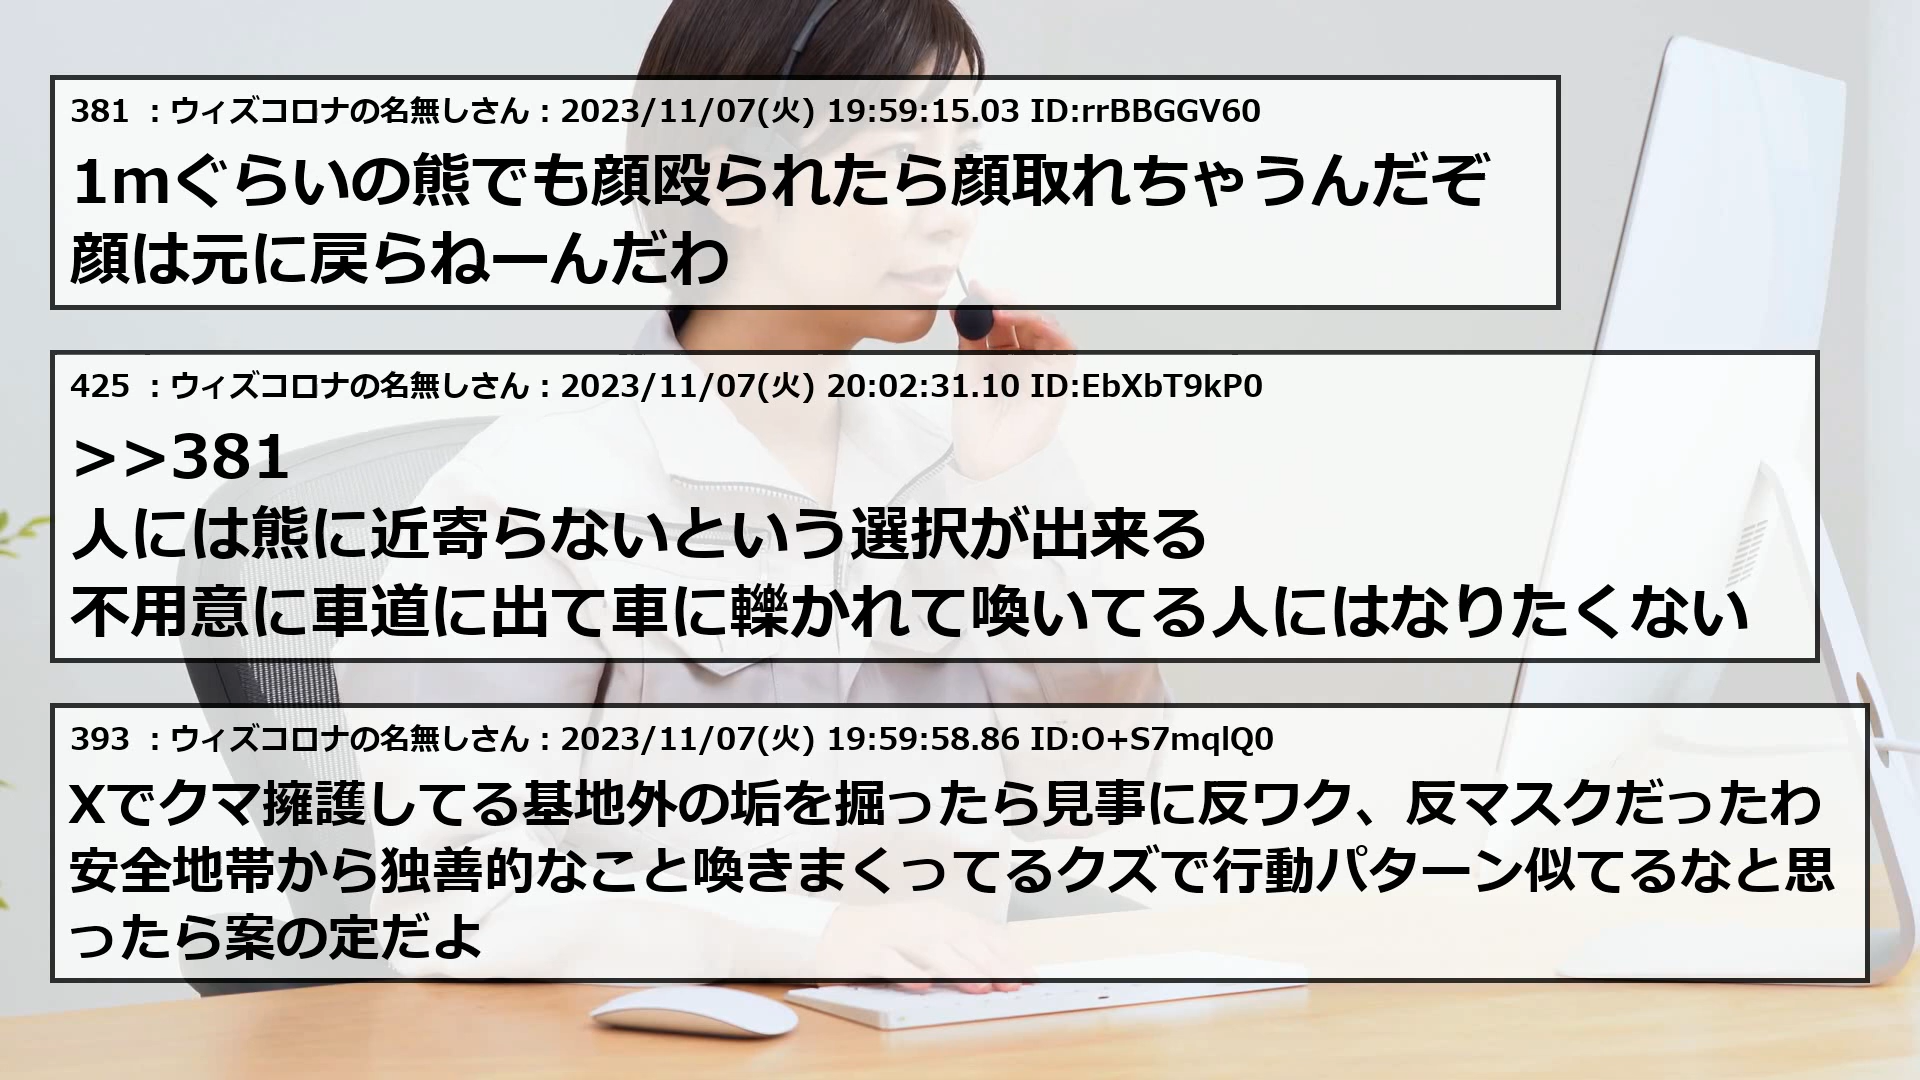 381 ：ウィズコロナの名無しさん：2023/11/07(火) 19:59:15.03 ID:rrBBGGV60
1mぐらいの熊でも顔殴られたら顔取れちゃうんだぞ
顔は元に戻らねーんだわ
425 ：ウィズコロナの名無しさん：2023/11/07(火) 20:02:31.10 ID:EbXbT9kP0
>>381
人には熊に近寄らないという選択が出来る
不用意に車道に出て車に轢かれて喚いてる人にはなりたくない
393 ：ウィズコロナの名無しさん：2023/11/07(火) 19:59:58.86 ID:O+S7mqlQ0
Xでクマ擁護してる基地外の垢を掘ったら見事に反ワク、反マスクだったわ
安全地帯から独善的なこと喚きまくってるクズで行動パターン似てるなと思
ったら案の定だよ